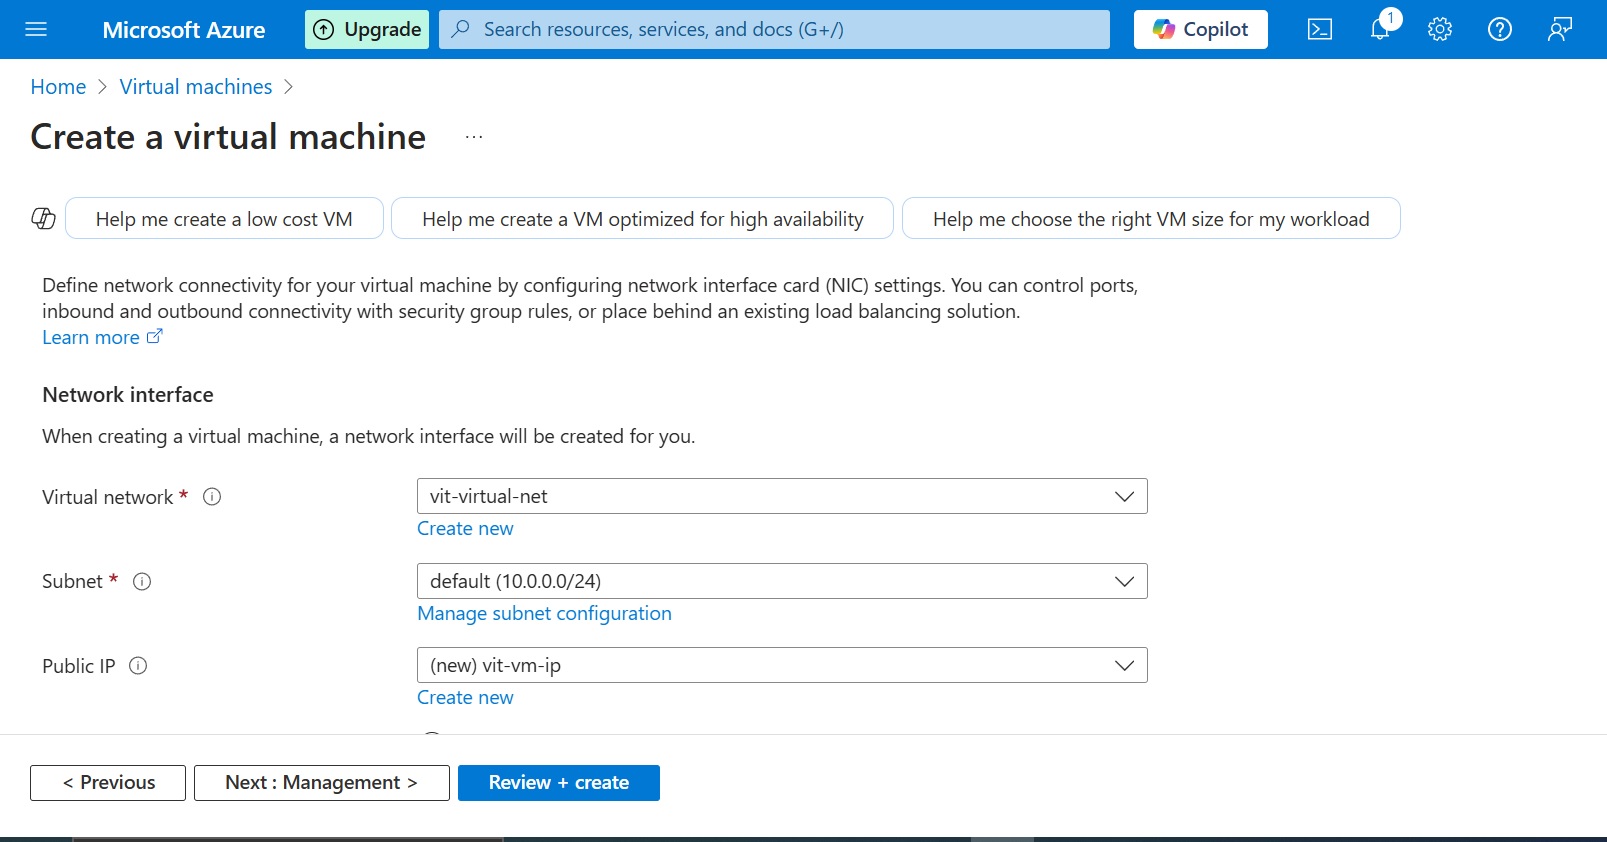 Microsoft Azure
Upgrade
Search resources, services, and docs (G+/)
Copilot
1
Home > Virtual machines >
Create a virtual machine ...
Help me create a low cost VM
Help me create a VM optimized for high availability
Help me choose the right VM size for my workload
Define network connectivity for your virtual machine by configuring network interface card (NIC) settings. You can control ports,
inbound and outbound connectivity with security group rules, or place behind an existing load balancing solution.
Learn more
Network interface
When creating a virtual machine, a network interface will be created for you.
Virtual network *
vit-virtual-net
Create new
Subnet *
default (10.0.0.0/24)
Manage subnet configuration
Public IP
(new) vit-vm-ip
Create new
< Previous
Next : Management >
Review + create